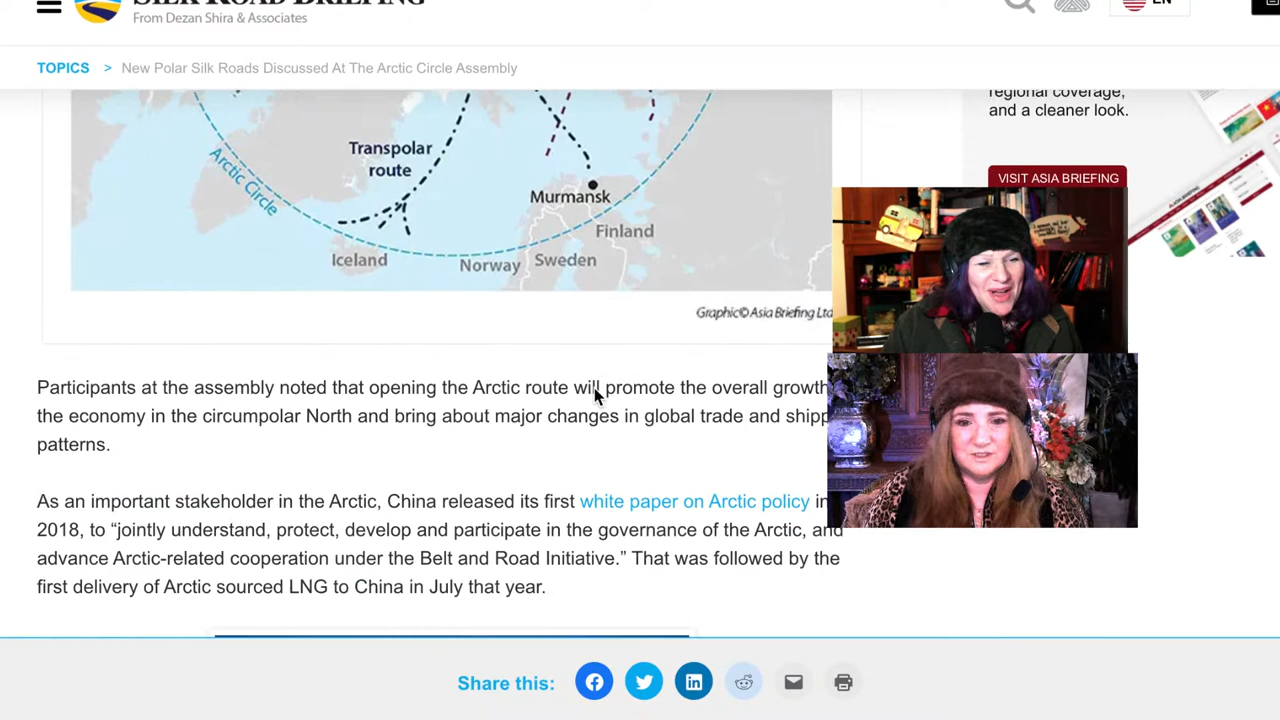 SILK ROAD BRIEFING
From Dezan Shira & Associates
EN
TOPICS > New Polar Silk Roads Discussed At The Arctic Circle Assembly
regional coverage,
and a cleaner look.
VISIT ASIA BRIEFING
Transpolar
route
Arctic Circle
Murmansk
Finland
Iceland
Norway
Sweden
Graphic© Asia Briefing Ltd
Participants at the assembly noted that opening the Arctic route will promote the overall growth
the economy in the circumpolar North and bring about major changes in global trade and shipp
patterns.
As an important stakeholder in the Arctic, China released its first white paper on Arctic policy in
2018, to “jointly understand, protect, develop and participate in the governance of the Arctic, and
advance Arctic-related cooperation under the Belt and Road Initiative.” That was followed by the
first delivery of Arctic sourced LNG to China in July that year.
Share this: